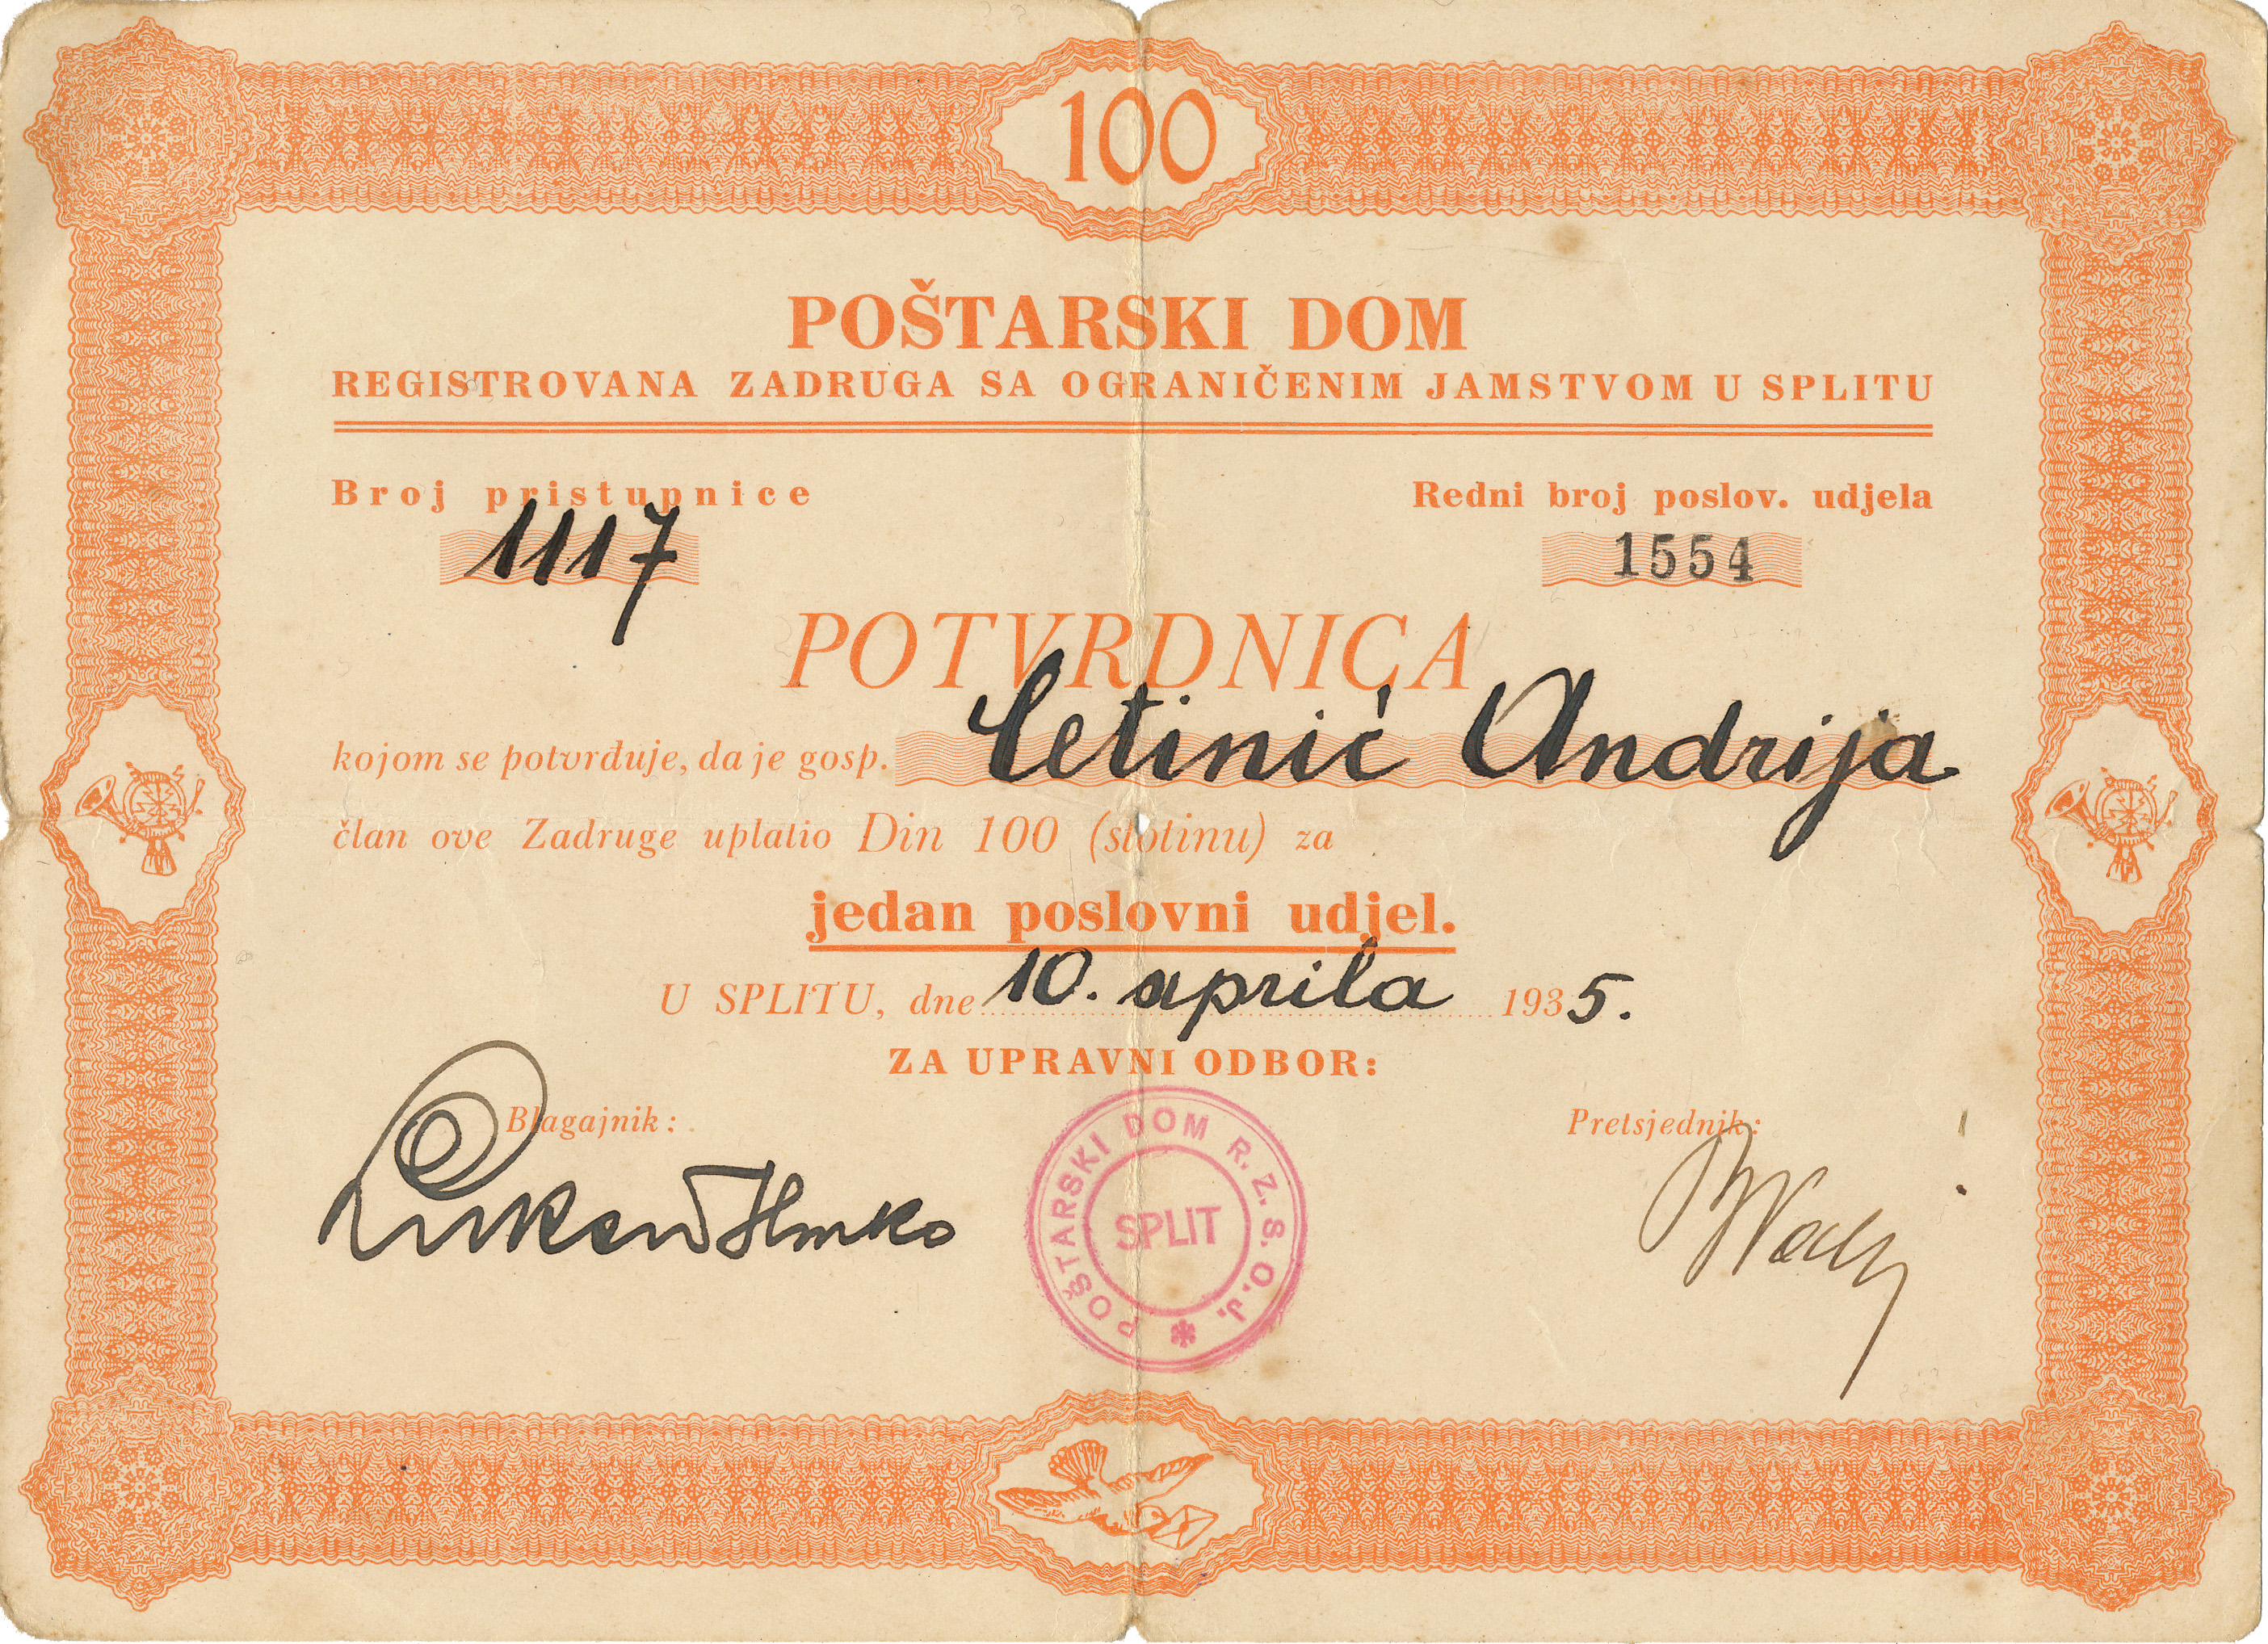 100
POŠTARSKI DOM
REGISTROVANA ZADRUGA SA OGRANIČENIM JAMSTVOM U SPLITU
Broj pristupnice
1117
Redni broj poslov. udjela
1554
POTVRDNICA
kojom se potvrđuje, da je gosp. Cetinić Andrija
član ove Zadruge uplatio Din 100 (stotinu) za
jedan poslovni udjel.
U SPLITU, dne 10. aprila 1935.
ZA UPRAVNI ODBOR:
Blagajnik:
Pretsjednik:
POŠTARSKI DOM R. Z. S. O. J.
SPLIT